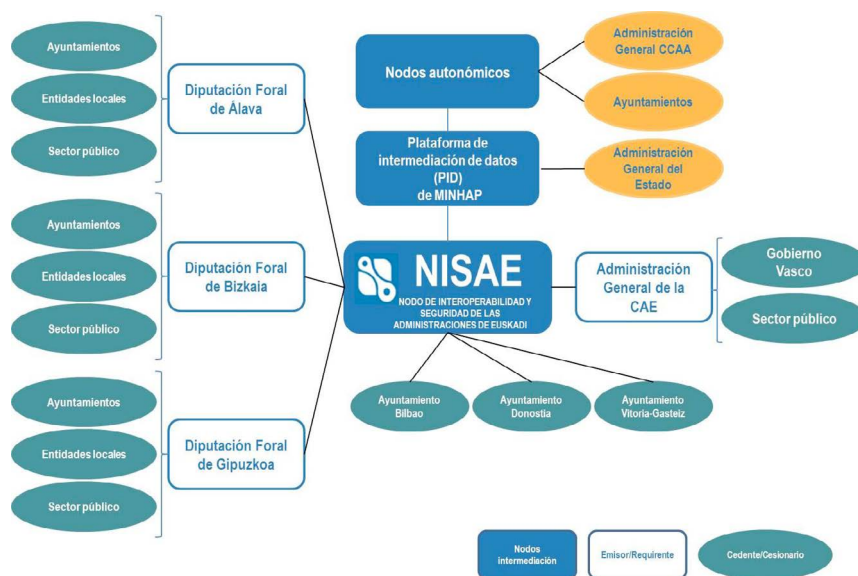 Ayuntamientos
Entidades locales
Sector público
Diputación Foral
de Álava
Ayuntamientos
Entidades locales
Sector público
Diputación Foral
de Bizkaia
Ayuntamientos
Entidades locales
Sector público
Diputación Foral
de Gipuzkoa
Nodos autonómicos
Administración
General CCAA
Ayuntamientos
Plataforma de
intermediación de datos
(PID)
de MINHAP
Administración
General del
Estado
NISAE
NODO DE INTEROPERABILIDAD Y
SEGURIDAD DE LAS
ADMINISTRACIONES DE EUSKADI
Administración
General de la
CAE
Gobierno
Vasco
Sector público
Ayuntamiento
Bilbao
Ayuntamiento
Donostia
Ayuntamiento
Vitoria-Gasteiz
Nodos
intermediación
Emisor/Requirente
Cedente/Cesionario